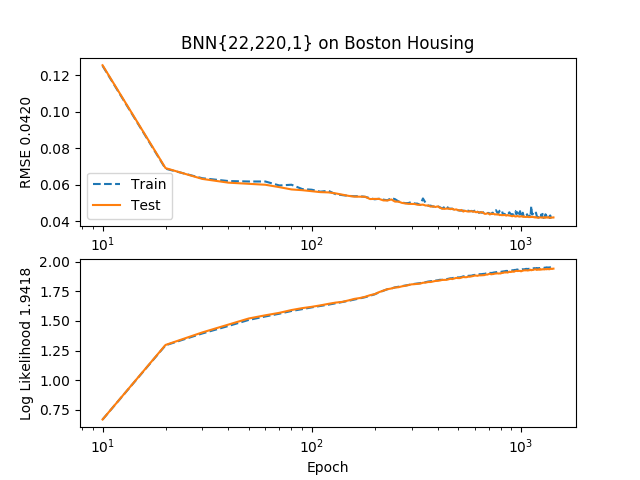 BNN{22,220,1} on Boston Housing
RMSE 0.0420
0.12
0.10
0.08
0.06
0.04
Train
Test
10¹
10²
10³
Log Likelihood 1.9418
2.00
1.75
1.50
1.25
1.00
0.75
10¹
10²
10³
Epoch